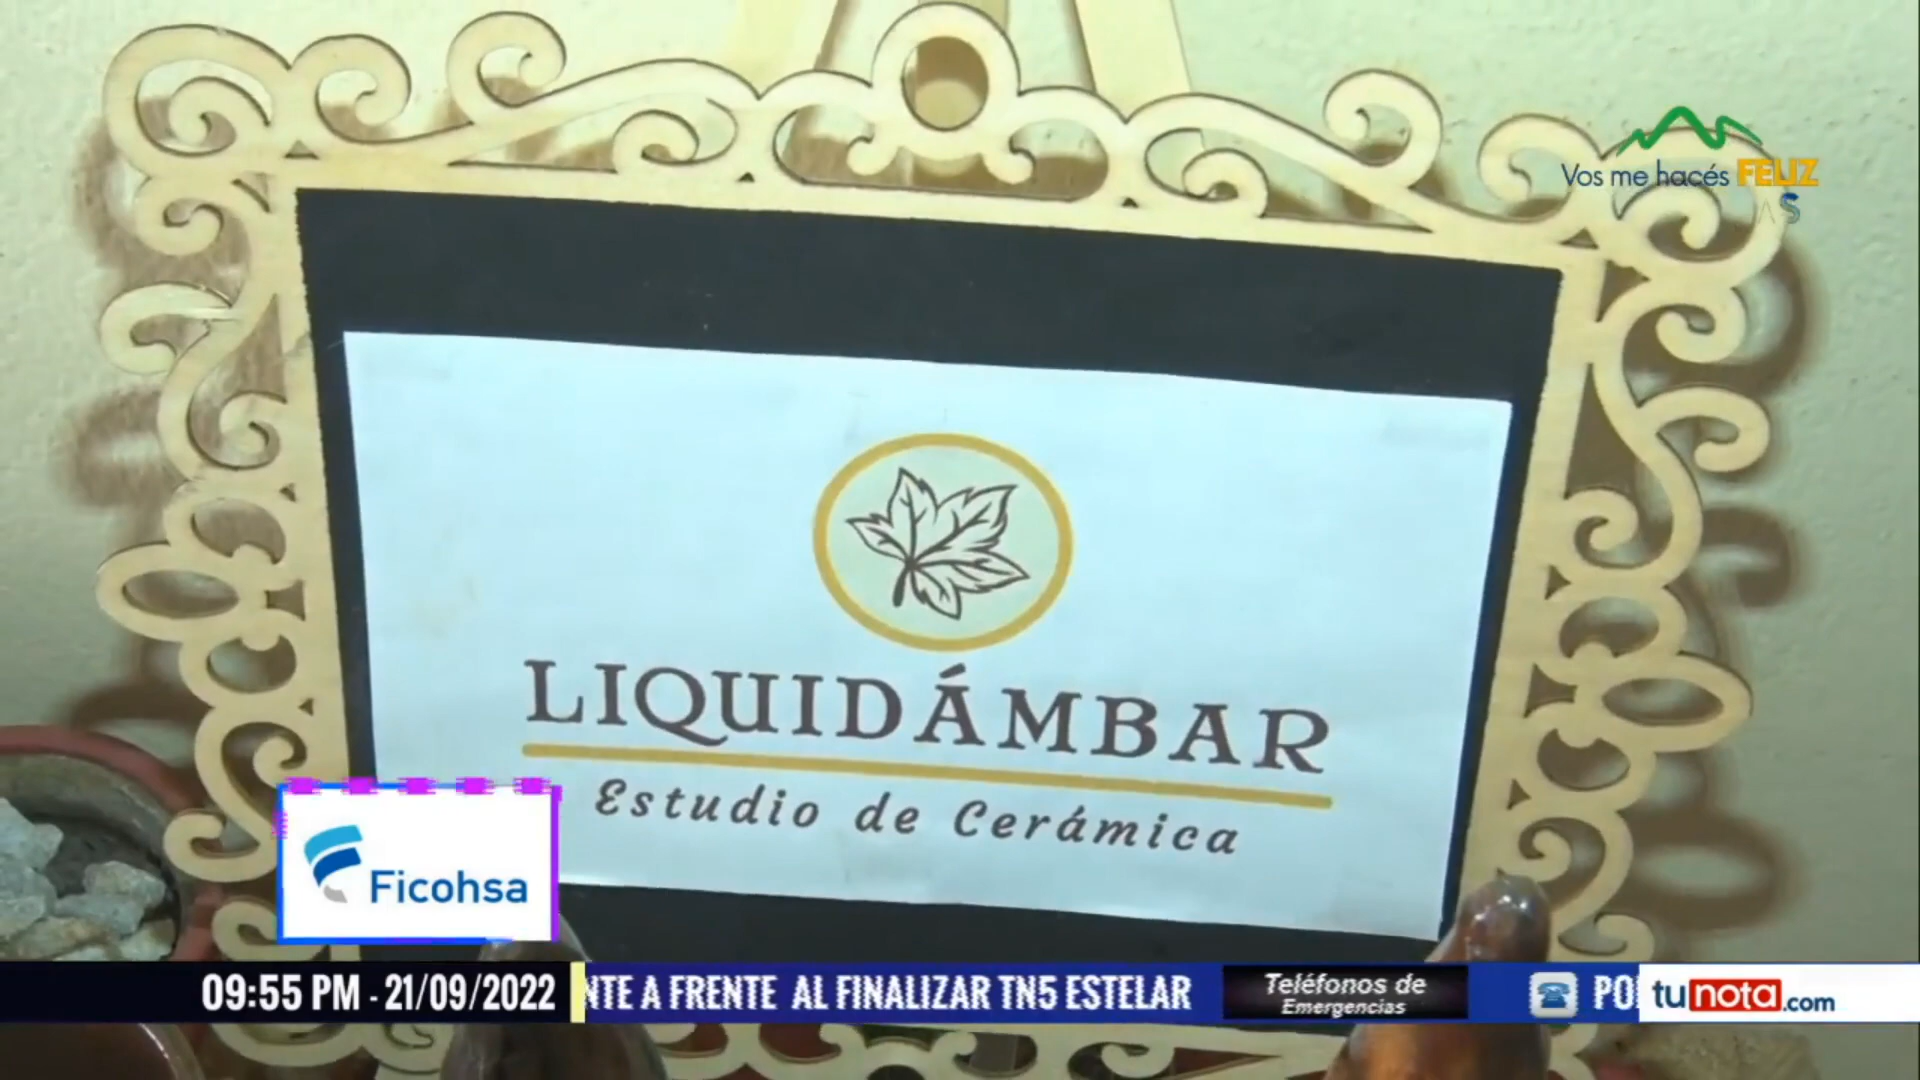 Vos me hacés FELIZ
LIQUIDÁMBAR
Estudio de Cerámica
Ficohsa
09:55 PM - 21/09/2022
NTE A FRENTE AL FINALIZAR TN5 ESTELAR
Teléfonos de
Emergencias
tunota.com